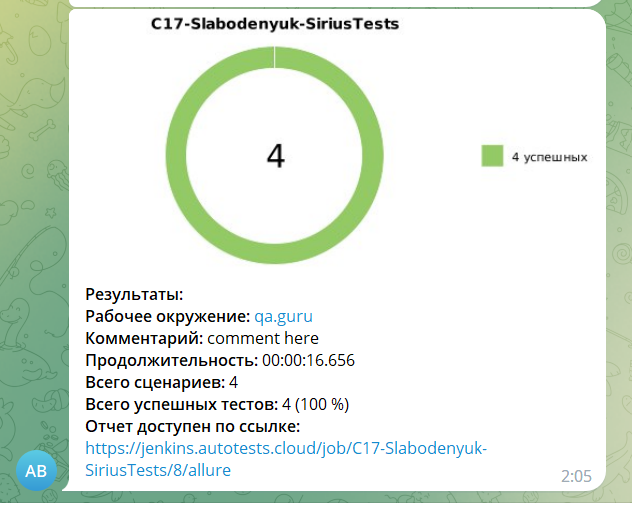 C17-Slabodenyuk-SiriusTests
4
4 успешных
Результаты:
Рабочее окружение: qa.guru
Комментарий: comment here
Продолжительность: 00:00:16.656
Всего сценариев: 4
Всего успешных тестов: 4 (100 %)
Отчет доступен по ссылке:
https://jenkins.autotests.cloud/job/C17-Slabodenyuk-
SiriusTests/8/allure
АВ
2:05